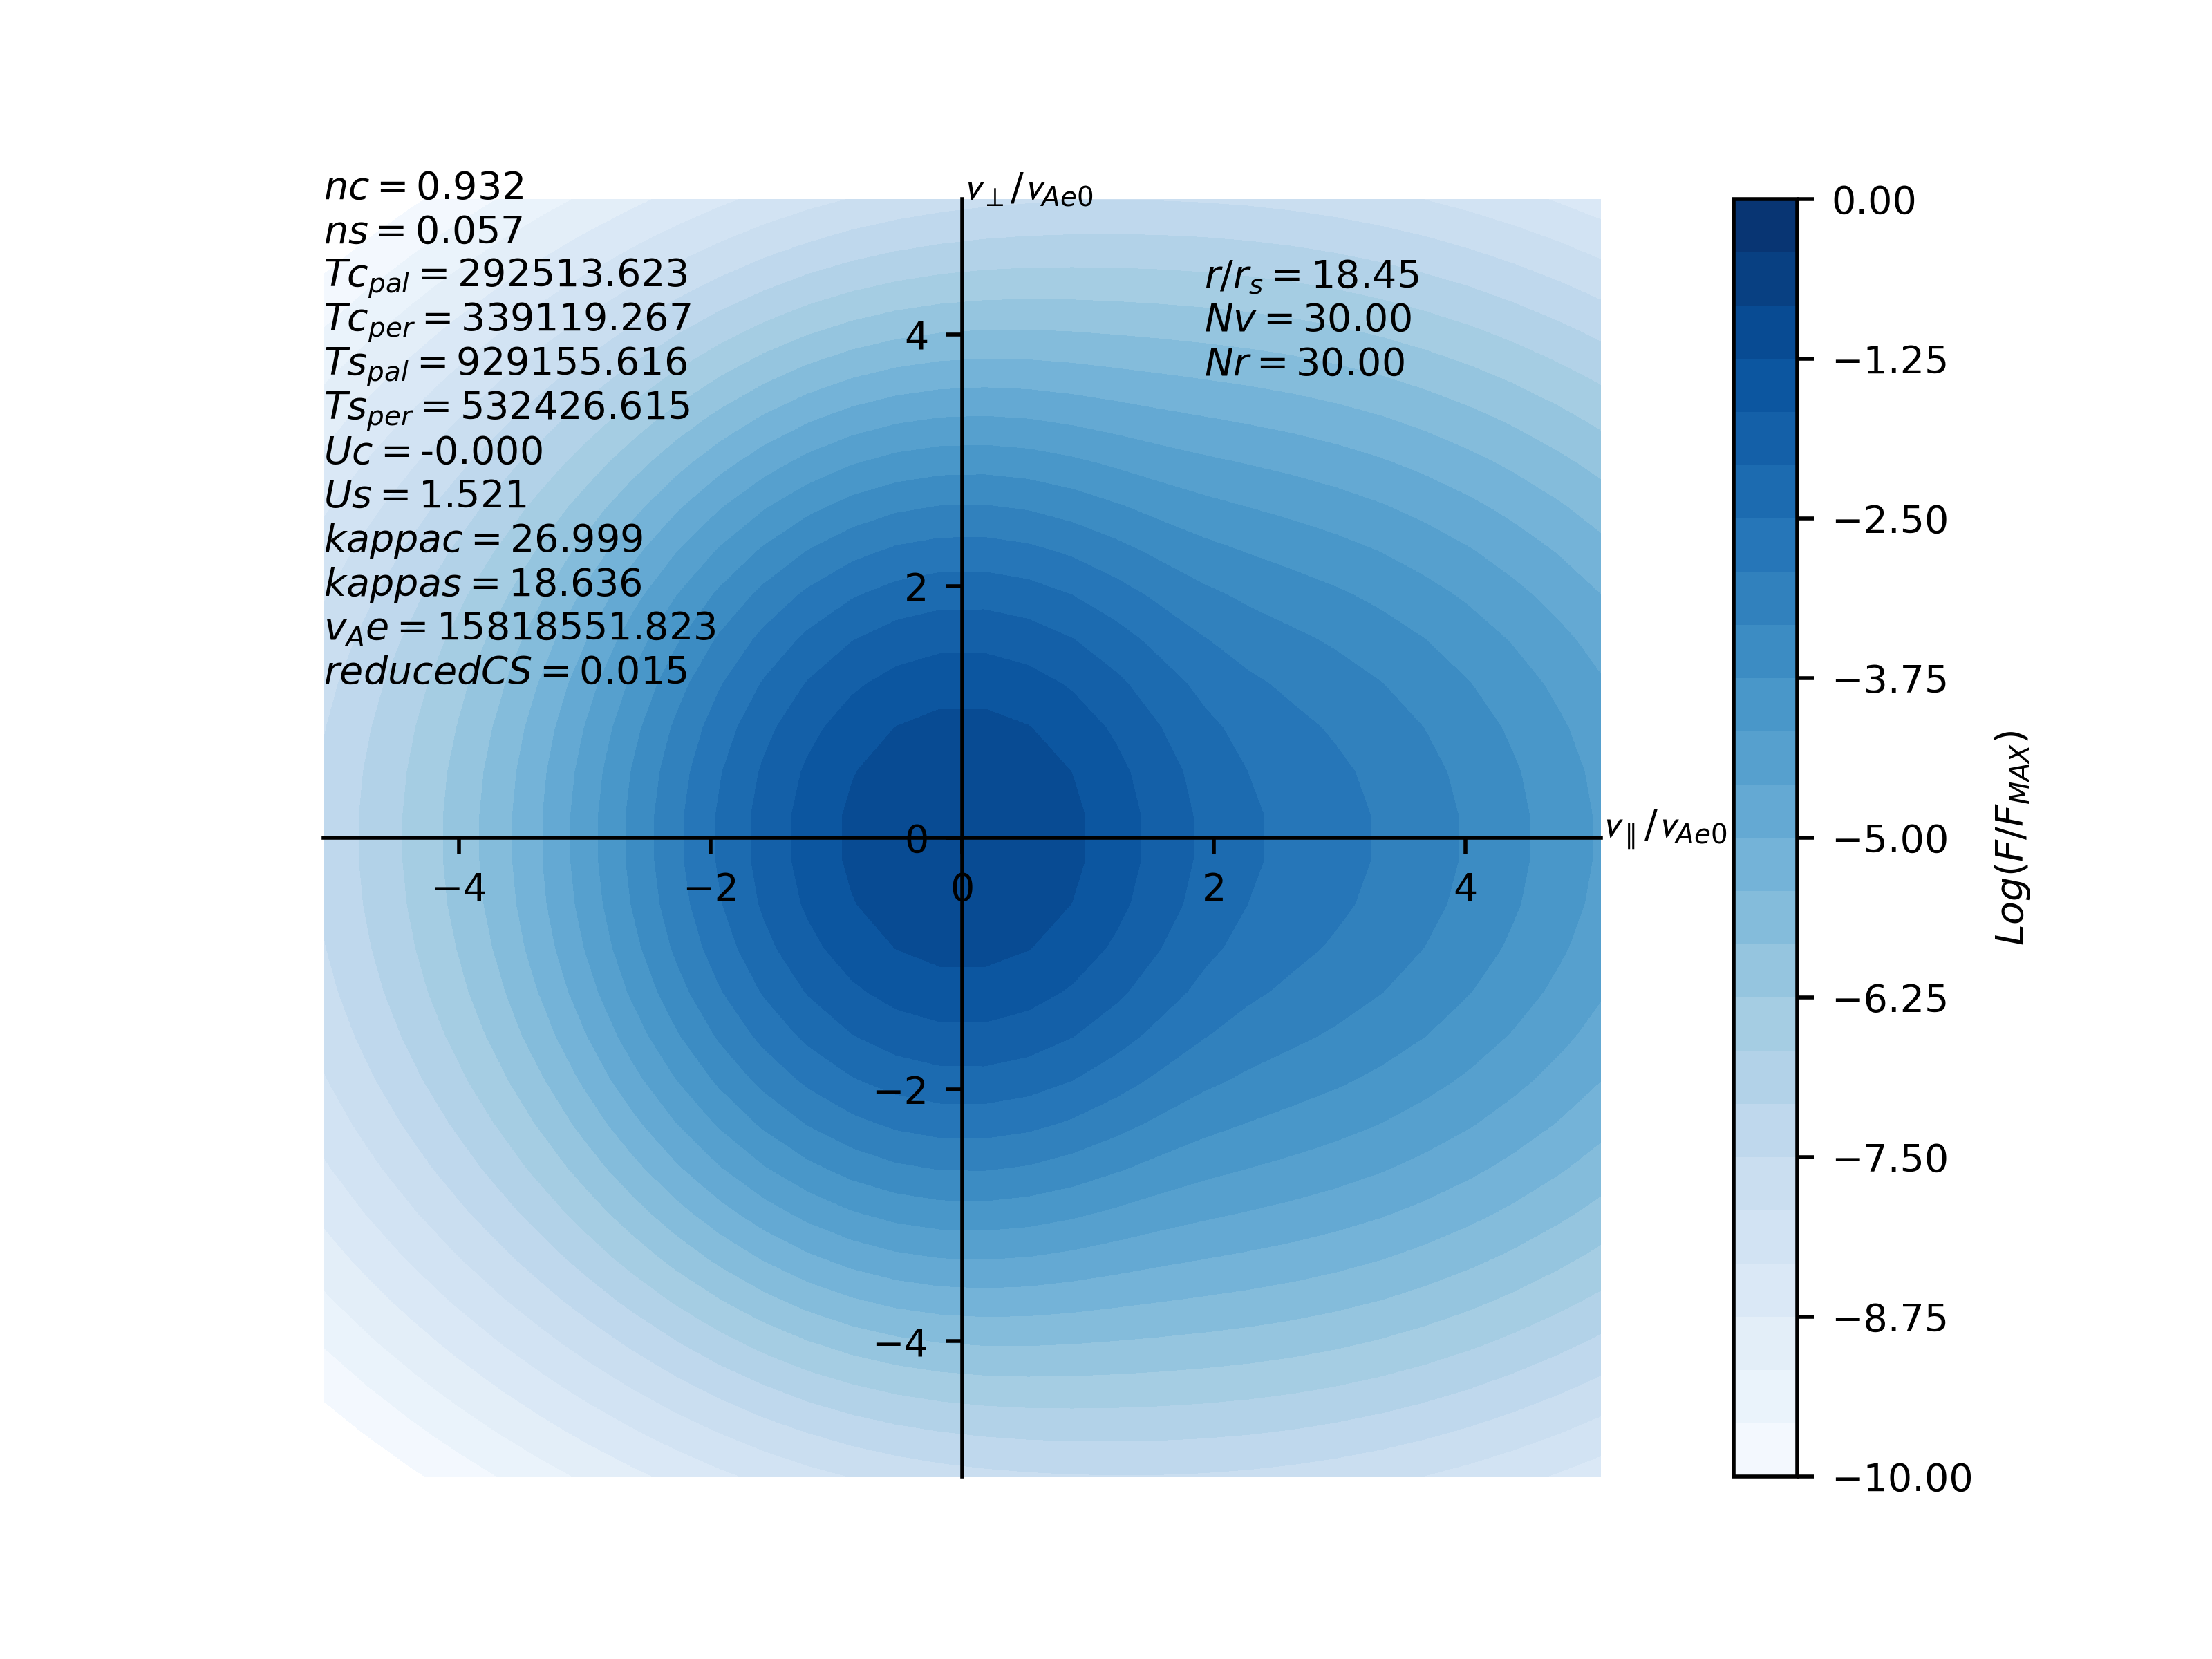 nc = 0.932
ns = 0.057
Tc_pal = 292513.623
Tc_per = 339119.267
Ts_pal = 929155.616
Ts_per = 532426.615
Uc = -0.000
Us = 1.521
kappac = 26.999
kappas = 18.636
v_Ae = 15818551.823
reducedCS = 0.015
v⊥/v_Ae0
r/r_s = 18.45
Nv = 30.00
Nr = 30.00
4
2
0
−2
−4
−4
−2
0
2
4
v∥/v_Ae0
0.00
−1.25
−2.50
−3.75
−5.00
−6.25
−7.50
−8.75
−10.00
Log(F/F_MAX)